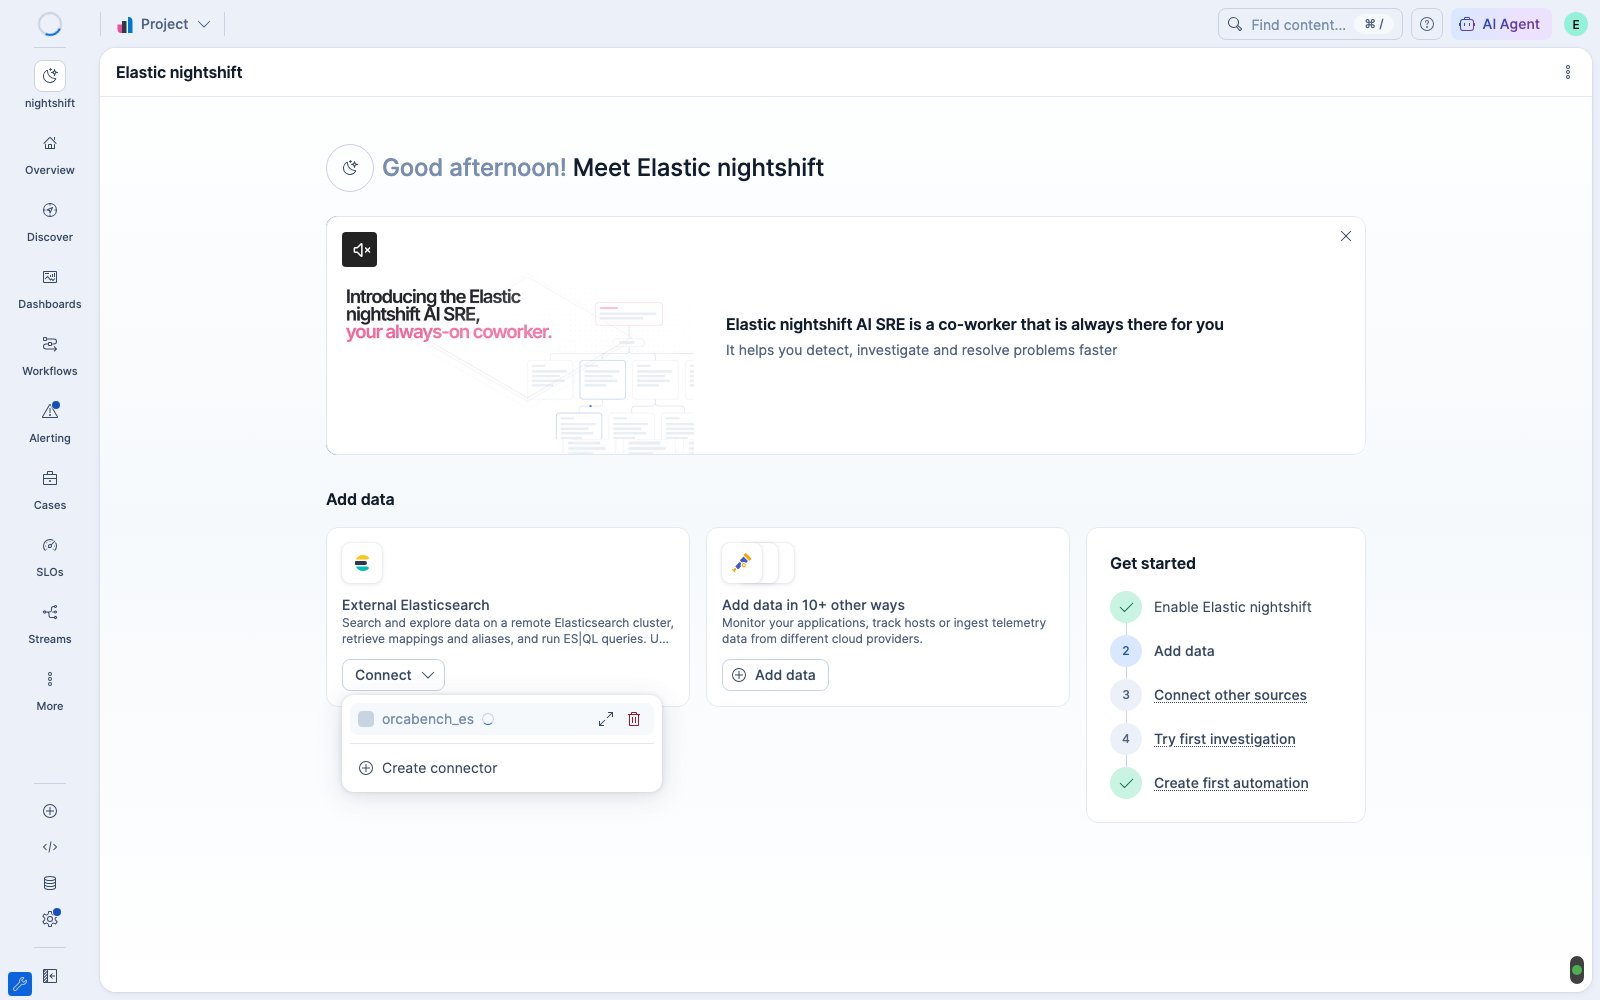 Project
Find content...
⌘ /
AI Agent
E
nightshift
Overview
Discover
Dashboards
Workflows
Alerting
Cases
SLOs
Streams
More
Elastic nightshift
Good afternoon! Meet Elastic nightshift
Introducing the Elastic
nightshift AI SRE,
your always-on coworker.
Elastic nightshift AI SRE is a co-worker that is always there for you
It helps you detect, investigate and resolve problems faster
Add data
External Elasticsearch
Search and explore data on a remote Elasticsearch cluster,
retrieve mappings and aliases, and run ES|QL queries. U...
Connect
orcabench_es
Create connector
Add data in 10+ other ways
Monitor your applications, track hosts or ingest telemetry
data from different cloud providers.
Add data
Get started
Enable Elastic nightshift
2 Add data
3 Connect other sources
4 Try first investigation
Create first automation